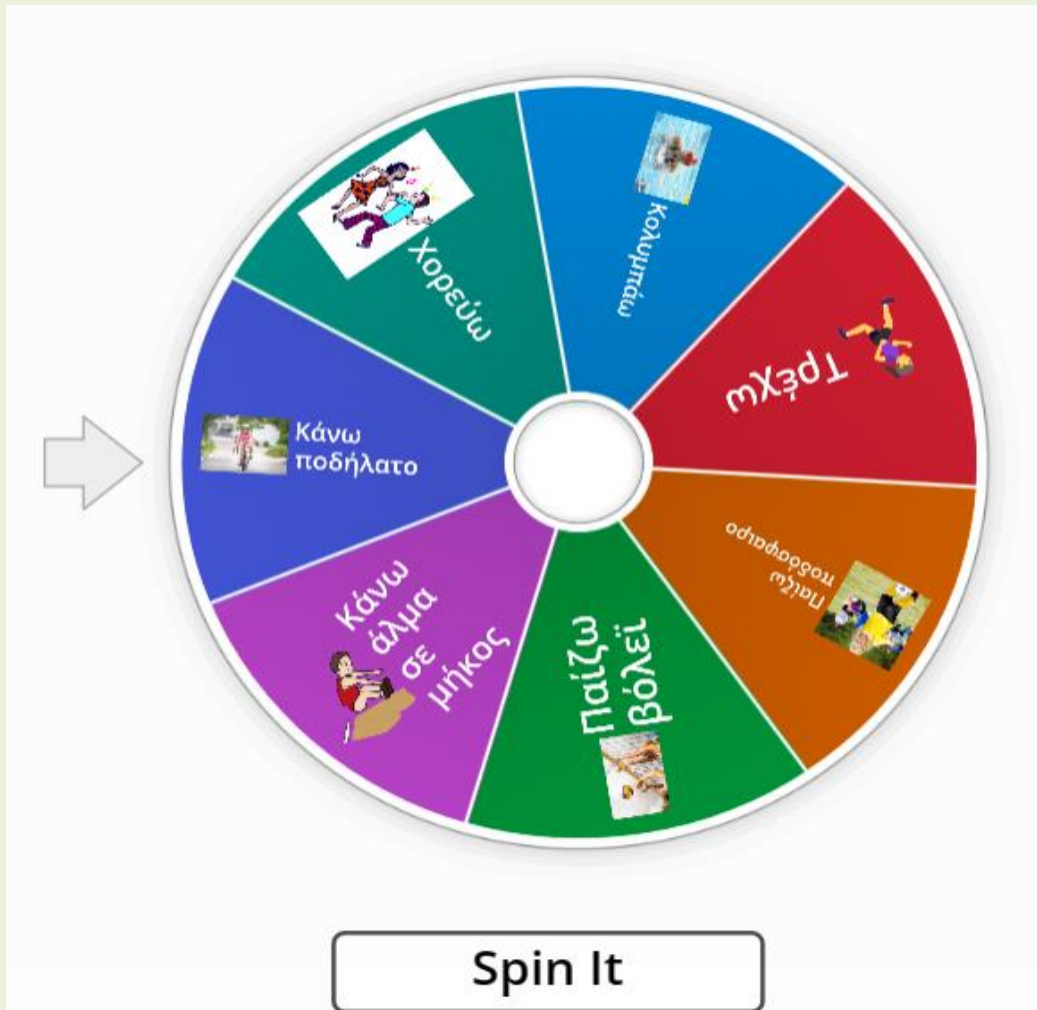 Κολυμπάω
Τρέχω
Παίζω
ποδόσφαιρο
Παίζω
βόλεϊ
Κάνω
άλμα
σε
μήκος
Κάνω
ποδήλατο
Χορεύω
Spin It